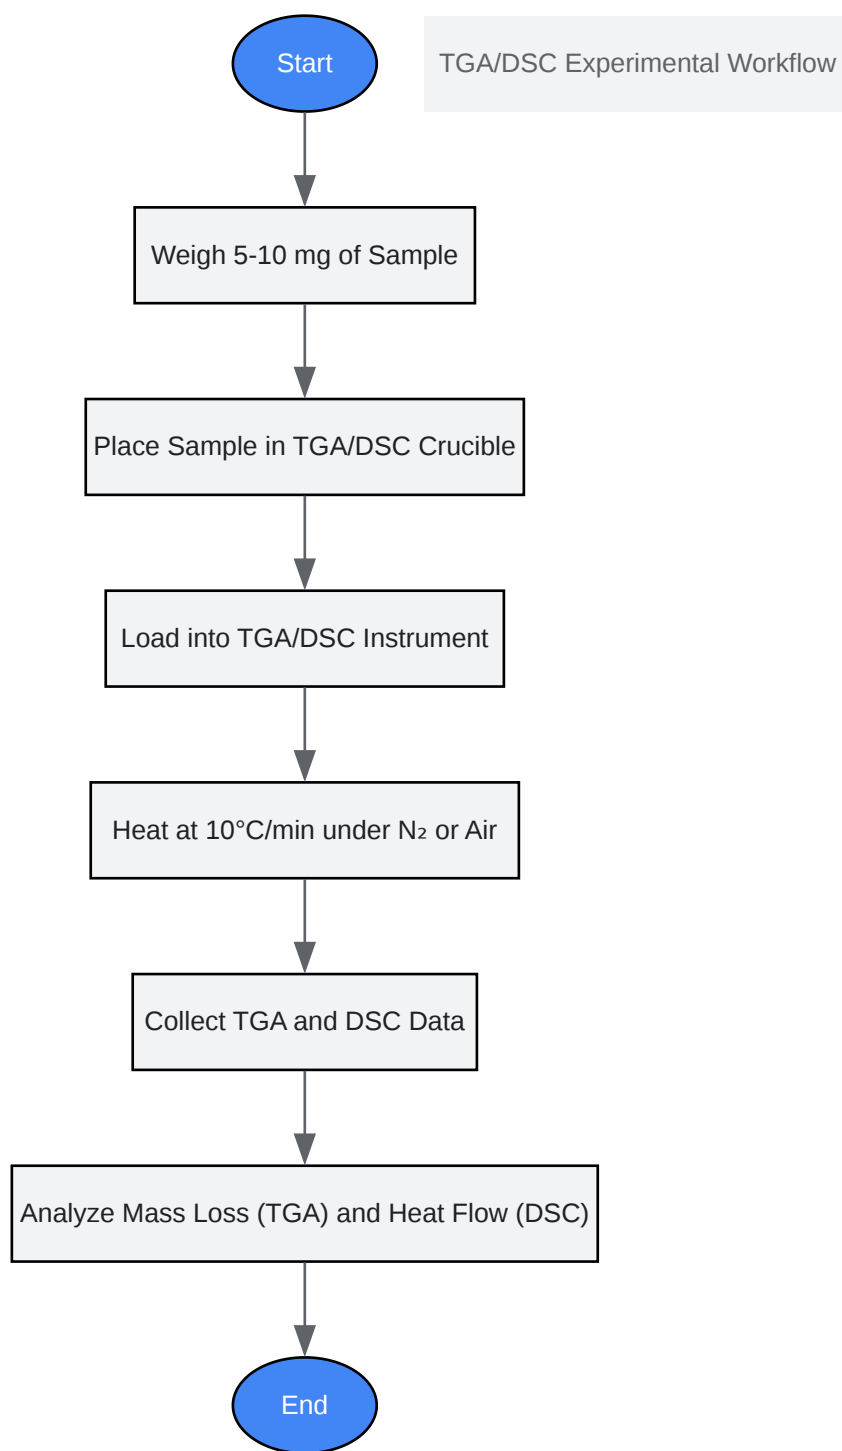 Start
TGA/DSC Experimental Workflow
Weigh 5-10 mg of Sample
Place Sample in TGA/DSC Crucible
Load into TGA/DSC Instrument
Heat at 10°C/min under N₂ or Air
Collect TGA and DSC Data
Analyze Mass Loss (TGA) and Heat Flow (DSC)
End